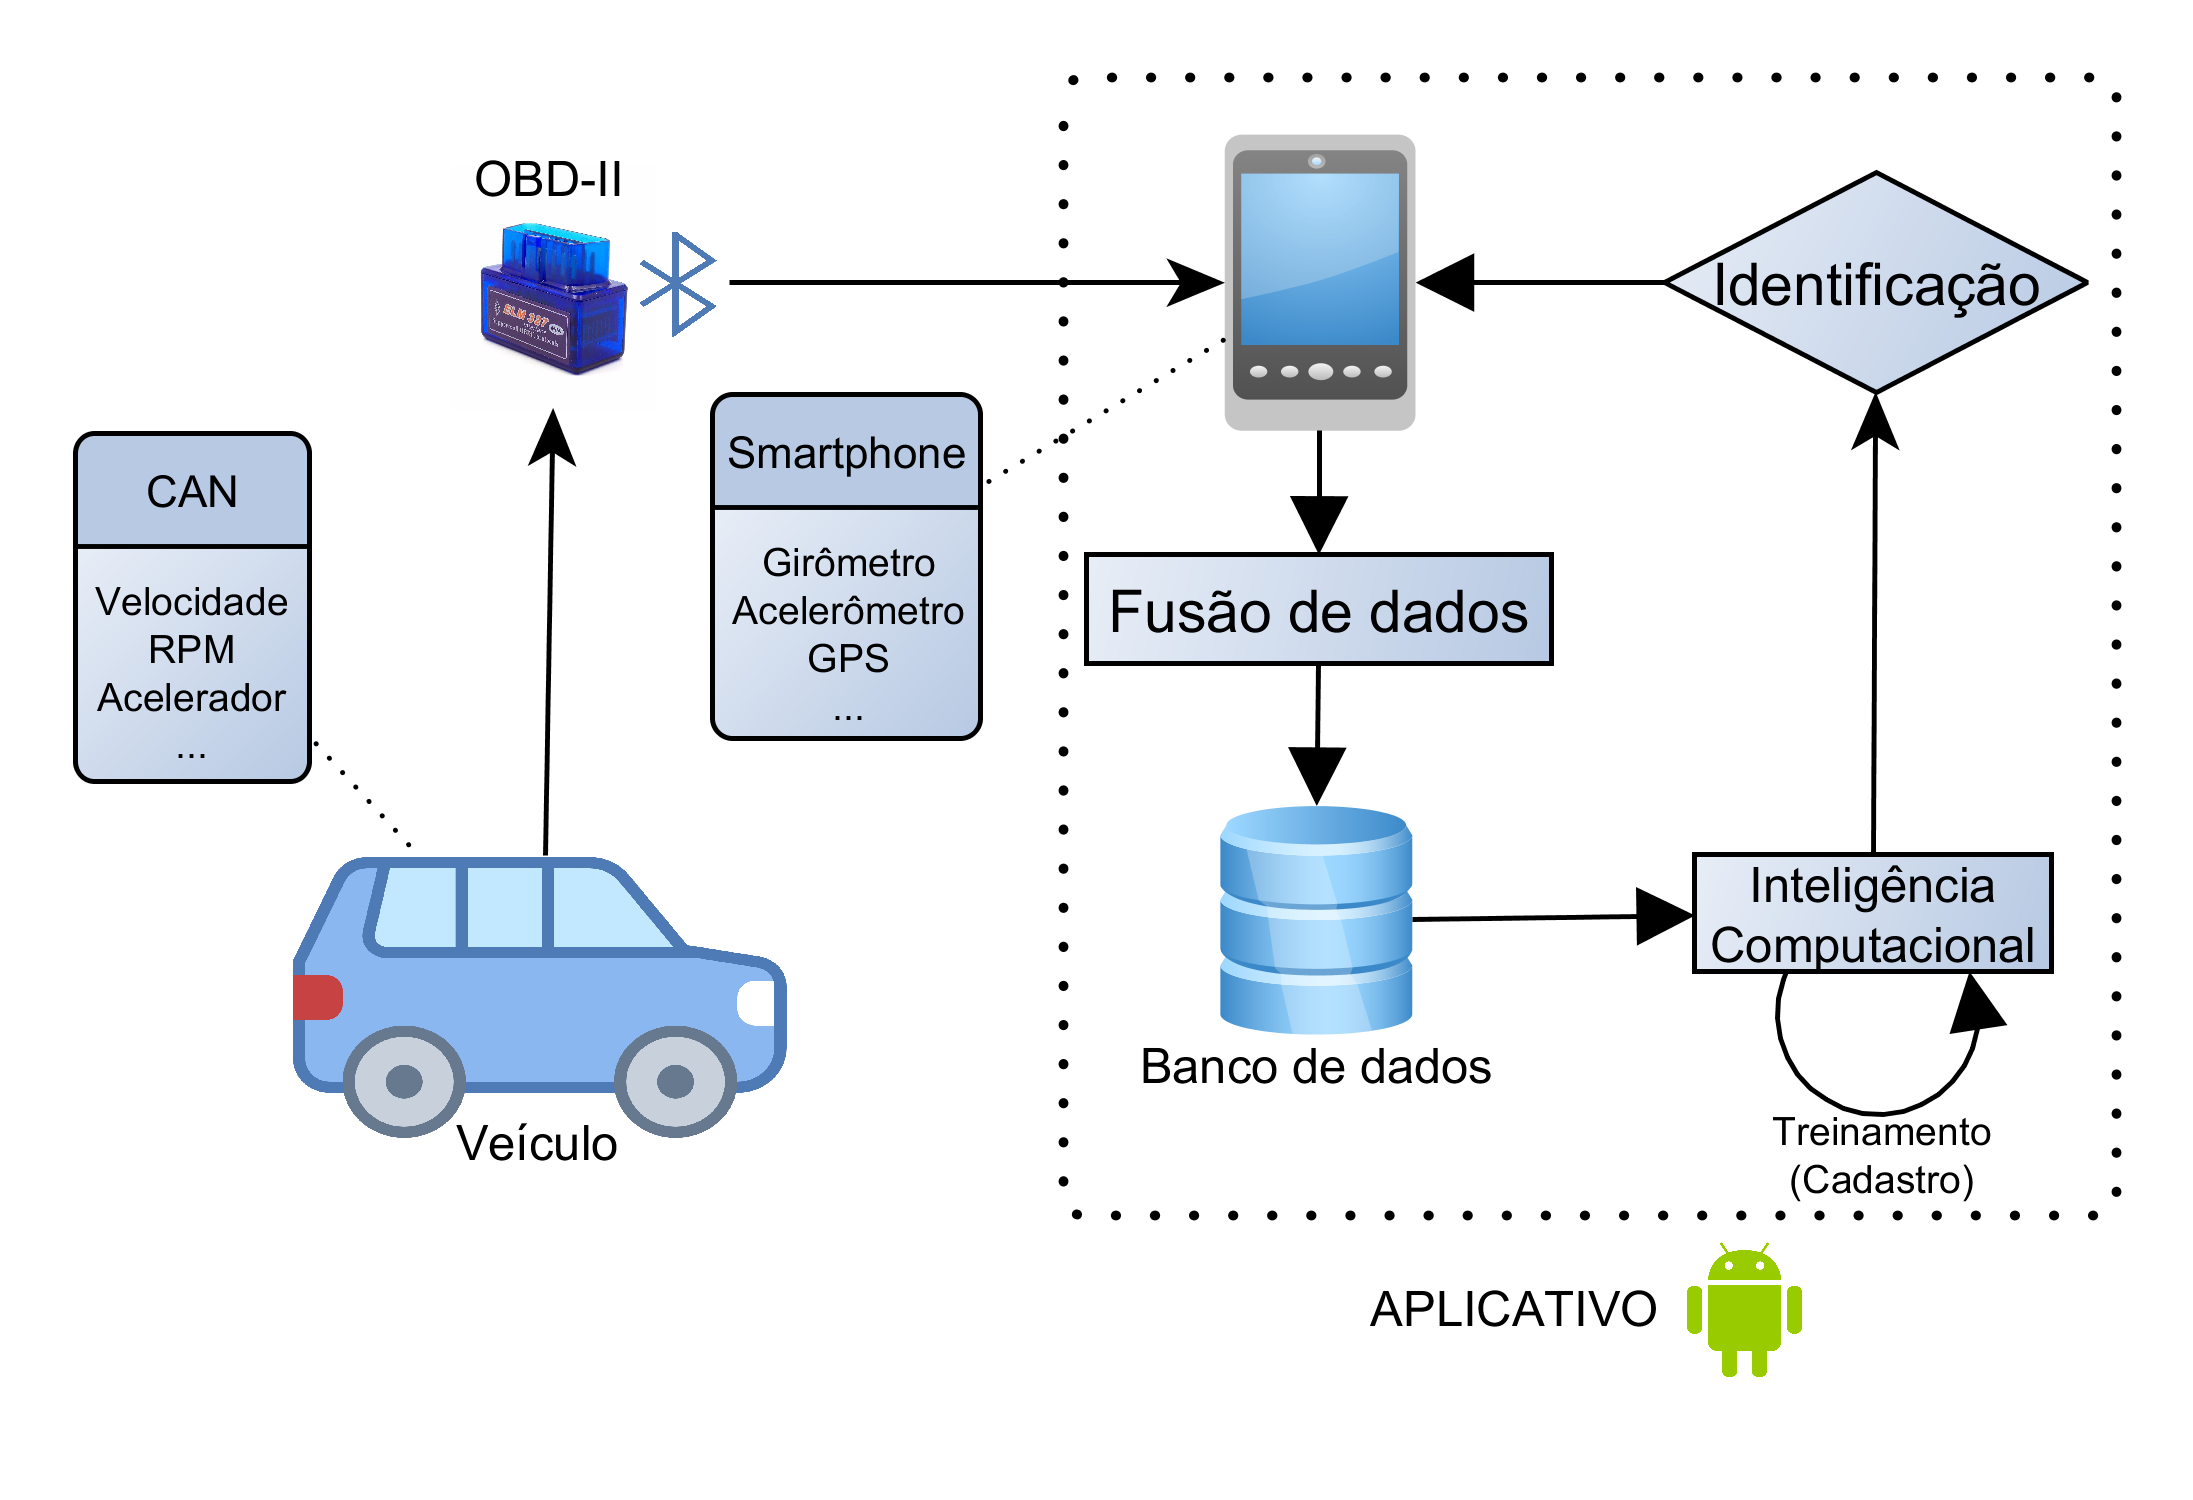 OBD-II
ELM 327
CAN
Velocidade
RPM
Acelerador
...
Smartphone
Girômetro
Acelerômetro
GPS
...
Veículo
Identificação
Fusão de dados
Banco de dados
Inteligência
Computacional
Treinamento
(Cadastro)
APLICATIVO